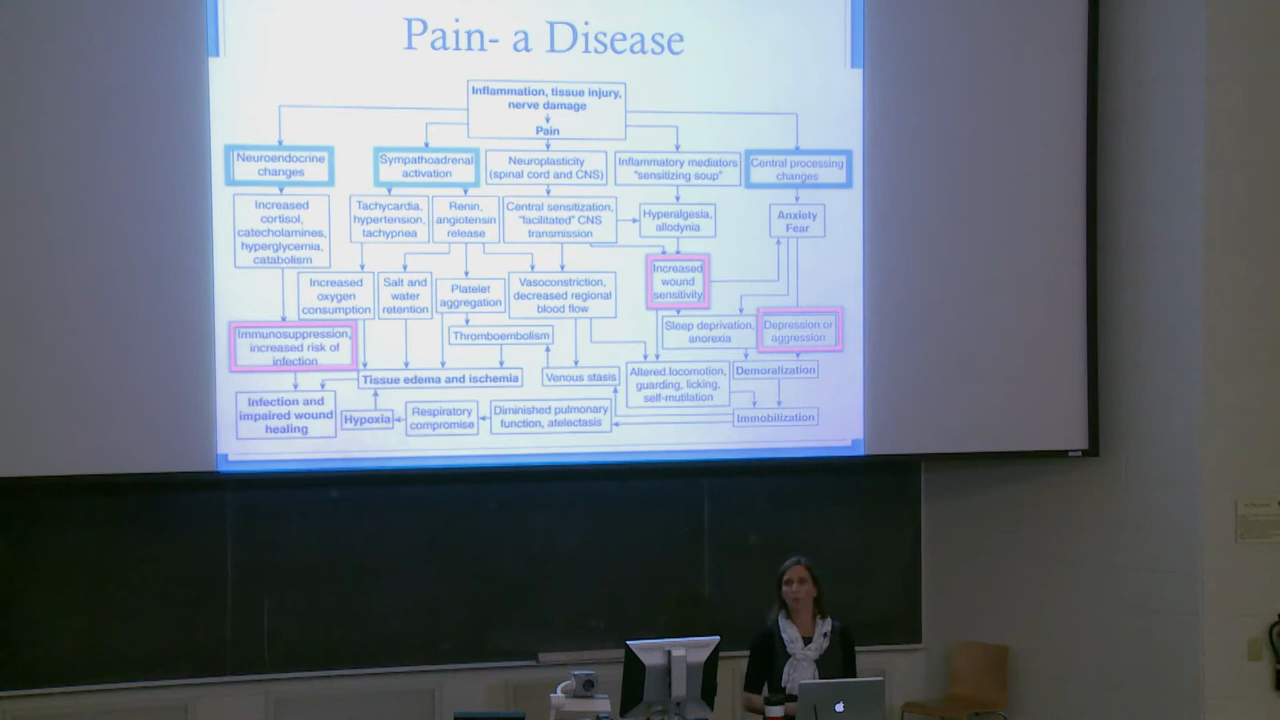 Pain- a Disease
Inflammation, tissue injury,
nerve damage
Pain
Neuroendocrine
changes
Sympathoadrenal
activation
Neuroplasticity
(spinal cord and CNS)
Inflammatory mediators
"sensitizing soup"
Central processing
changes
Increased
cortisol,
catecholamines,
hyperglycemia,
catabolism
Tachycardia,
hypertension,
tachypnea
Renin,
angiotensin
release
Central sensitization,
"facilitated" CNS
transmission
Hyperalgesia,
allodynia
Anxiety
Fear
Increased
oxygen
consumption
Salt and
water
retention
Platelet
aggregation
Vasoconstriction,
decreased regional
blood flow
Increased
wound
sensitivity
Immunosuppression,
increased risk of
infection
Thromboembolism
Sleep deprivation,
anorexia
Depression or
aggression
Tissue edema and ischemia
Venous stasis
Altered locomotion,
guarding, licking,
self-mutilation
Demoralization
Infection and
impaired wound
healing
Hypoxia
Respiratory
compromise
Diminished pulmonary
function, atelectasis
Immobilization